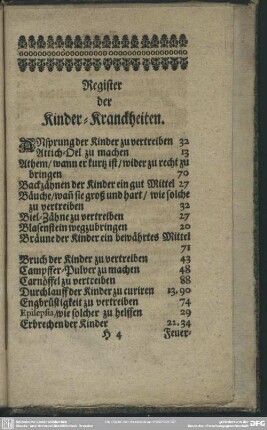 Register
der
Kinder-Kranckheiten.
ANsprung der Kinder zu vertreiben 32
Attich-Oel zu machen 13
Athem/ wann er kurtz ist/ wider zu recht zu
bringen 70
Backzähnen der Kinder ein gut Mittel 27
Bäuche/ wañ sie groß und hart/ wie solche
zu vertreiben 32
Biel-Zähne zu vertreiben 27
Blasenstein wegzubringen 20
Bräune der Kinder ein bewährtes Mittel
71
Bruch der Kinder zu vertreiben 43
Campffer-Pulver zu machen 48
Carnöffel zu vertreiben 88
Durchlauff der Kinder zu curiren 13, 90
Engbrüstigkeit zu vertreiben 74
Epilepsia/ wie solcher zu helffen 29
Erbrechen der Kinder 22. 34
H 4 Feuer-